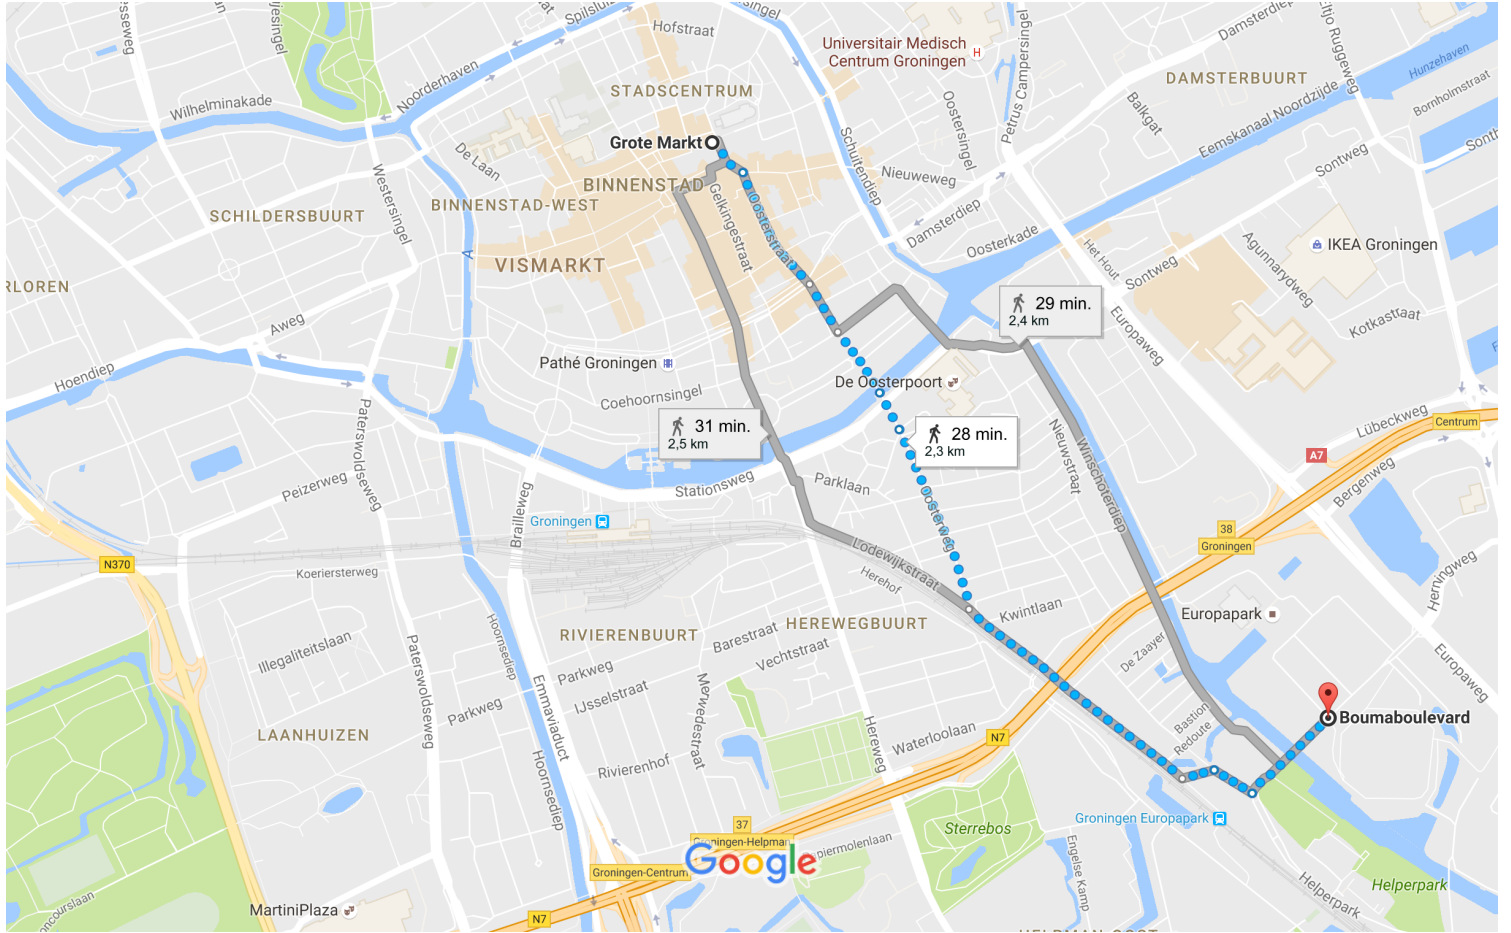 Spilsluizen
Hofstraat
Universitair Medisch
Centrum Groningen
H
Petrus Campersingel
Damsterdiep
DAMSTERBUURT
Hunzehaven
Bornholmstraat
Noorderhaven
Wilhelminakade
STADSCENTRUM
Oostersingel
Balkgat
Eemskanaal Noordzijde
Sontweg
Grote Markt
De Laan
Schuitendiep
Nieuweweg
Westersingel
BINNENSTAD
Gelkingestraat
SCHILDERSBUURT
BINNENSTAD-WEST
Oosterstraat
Damsterdiep
Oosterkade
Het Hout
Sontweg
Agunnarydweg
IKEA Groningen
A
VISMARKT
29 min.
2,4 km
Europaweg
Kotkastraat
Aweg
Hoendiep
Pathé Groningen
De Oosterpoort
Coehoornsingel
Paterswoldseweg
31 min.
2,5 km
28 min.
2,3 km
Nieuwstraat
Winschoterdiep
Lübeckweg
Centrum
A7
Bergenweg
Peizerweg
Stationsweg
Parklaan
Brailleweg
Groningen
Oosterweg
38
Groningen
N370
Koeriersterweg
Lodewijkstraat
Herehof
Herningweg
Kwintlaan
Europapark
Hoornsediep
RIVIERENBUURT
Barestraat
HEREWEGBUURT
Illegaliteitslaan
Vechtstraat
De Zaayer
Europaweg
Parkweg
Paterswoldseweg
IJsselstraat
Parkweg
Emmaviaduct
Merwedestraat
Bastion
Redoute
Boumaboulevard
LAANHUIZEN
Hereweg
Waterloolaan
N7
Rivierenhof
Hoornsediep
37
Groningen Europapark
Sterrebos
Groningen-Centrum
Google
Engelse Kamp
Helperpark
Helperpark
MartiniPlaza
N7